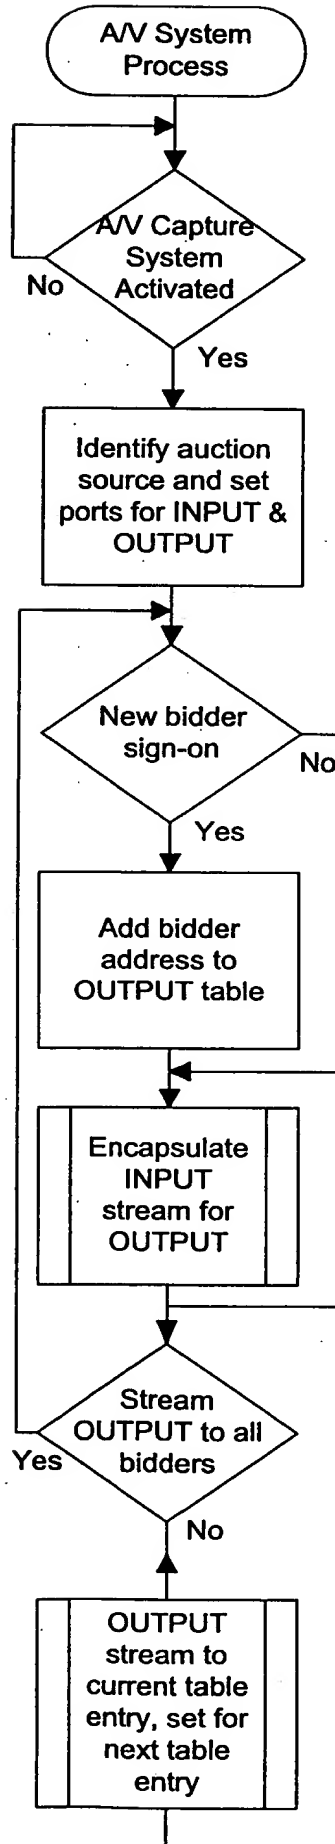 A/V System
Process
A/V Capture
System
Activated
No
Yes
Identify auction
source and set
ports for INPUT &
OUTPUT
New bidder
sign-on
No
Yes
Add bidder
address to
OUTPUT table
Encapsulate
INPUT
stream for
OUTPUT
Stream
OUTPUT to all
bidders
Yes
No
OUTPUT
stream to
current table
entry, set for
next table
entry